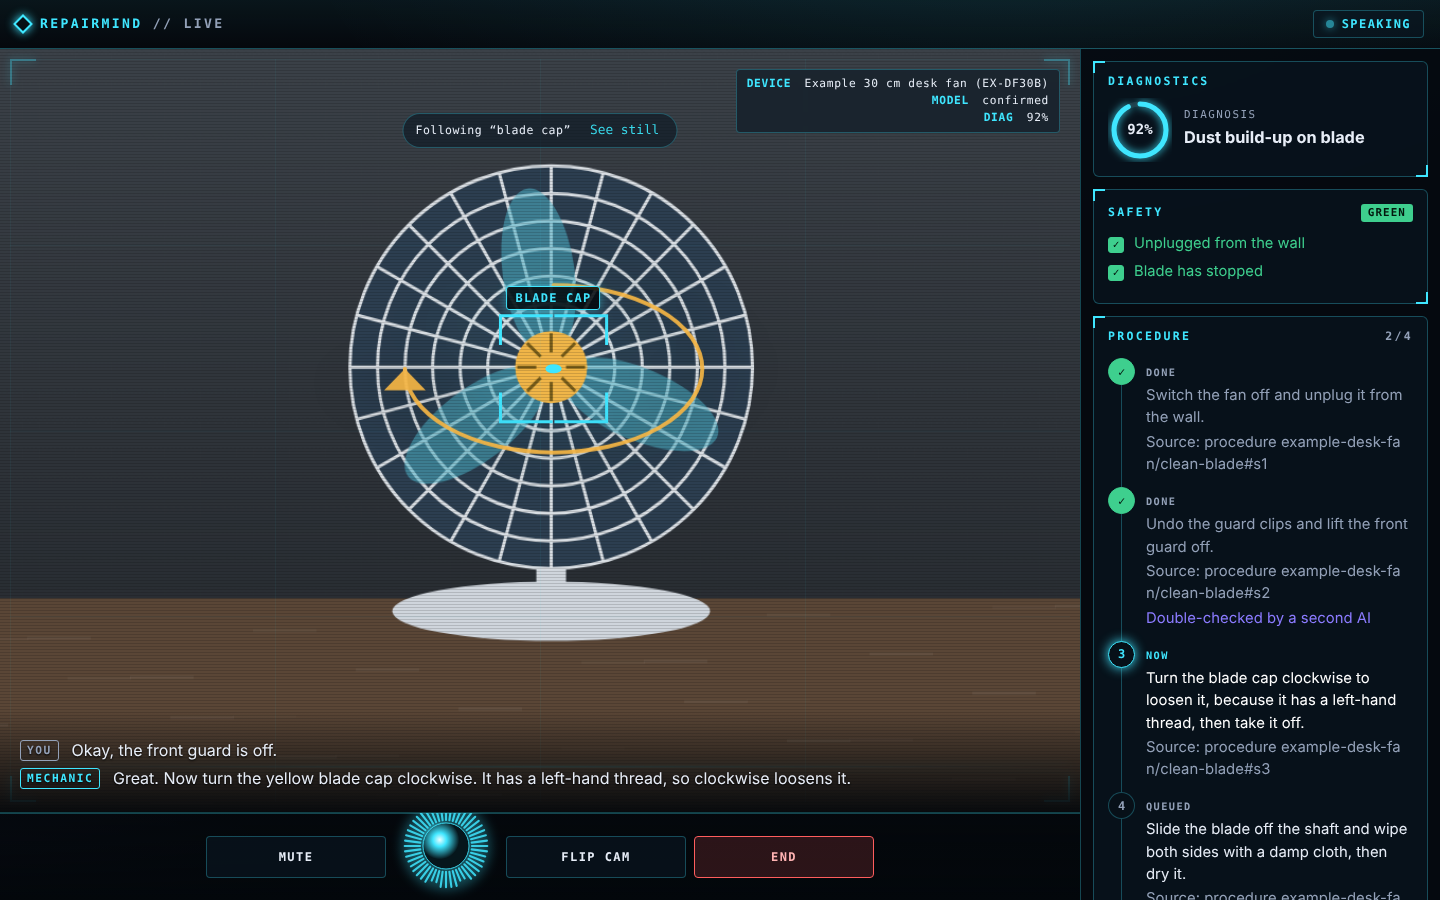 REPAIRMIND // LIVE
SPEAKING
DEVICE Example 30 cm desk fan (EX-DF30B)
MODEL confirmed
DIAG 92%
Following “blade cap” See still
BLADE CAP
YOU Okay, the front guard is off.
MECHANIC Great. Now turn the yellow blade cap clockwise. It has a left-hand thread, so clockwise loosens it.
MUTE
FLIP CAM
END
DIAGNOSTICS
92%
DIAGNOSIS
Dust build-up on blade
SAFETY
GREEN
Unplugged from the wall
Blade has stopped
PROCEDURE
2/4
DONE
Switch the fan off and unplug it from
the wall.
Source: procedure example-desk-fa
n/clean-blade#s1
DONE
Undo the guard clips and lift the front
guard off.
Source: procedure example-desk-fa
n/clean-blade#s2
Double-checked by a second AI
3
NOW
Turn the blade cap clockwise to
loosen it, because it has a left-hand
thread, then take it off.
Source: procedure example-desk-fa
n/clean-blade#s3
4
QUEUED
Slide the blade off the shaft and wipe
both sides with a damp cloth, then
dry it.
Source: procedure example-desk-fa